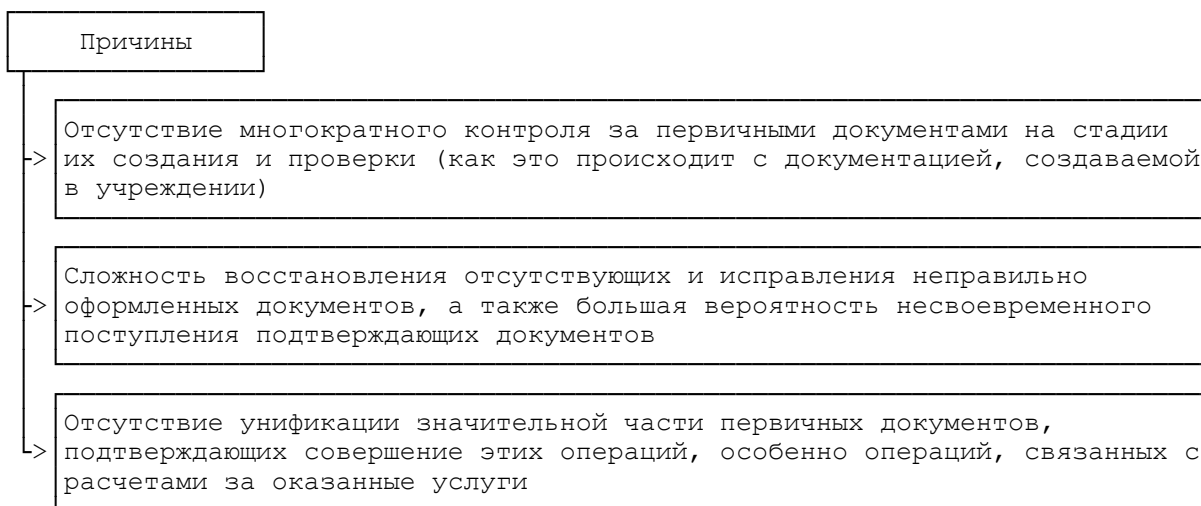 Причины
Отсутствие многократного контроля за первичными документами на стадии
их создания и проверки (как это происходит с документацией, создаваемой
в учреждении)
Сложность восстановления отсутствующих и исправления неправильно
оформленных документов, а также большая вероятность несвоевременного
поступления подтверждающих документов
Отсутствие унификации значительной части первичных документов,
подтверждающих совершение этих операций, особенно операций, связанных с
расчетами за оказанные услуги